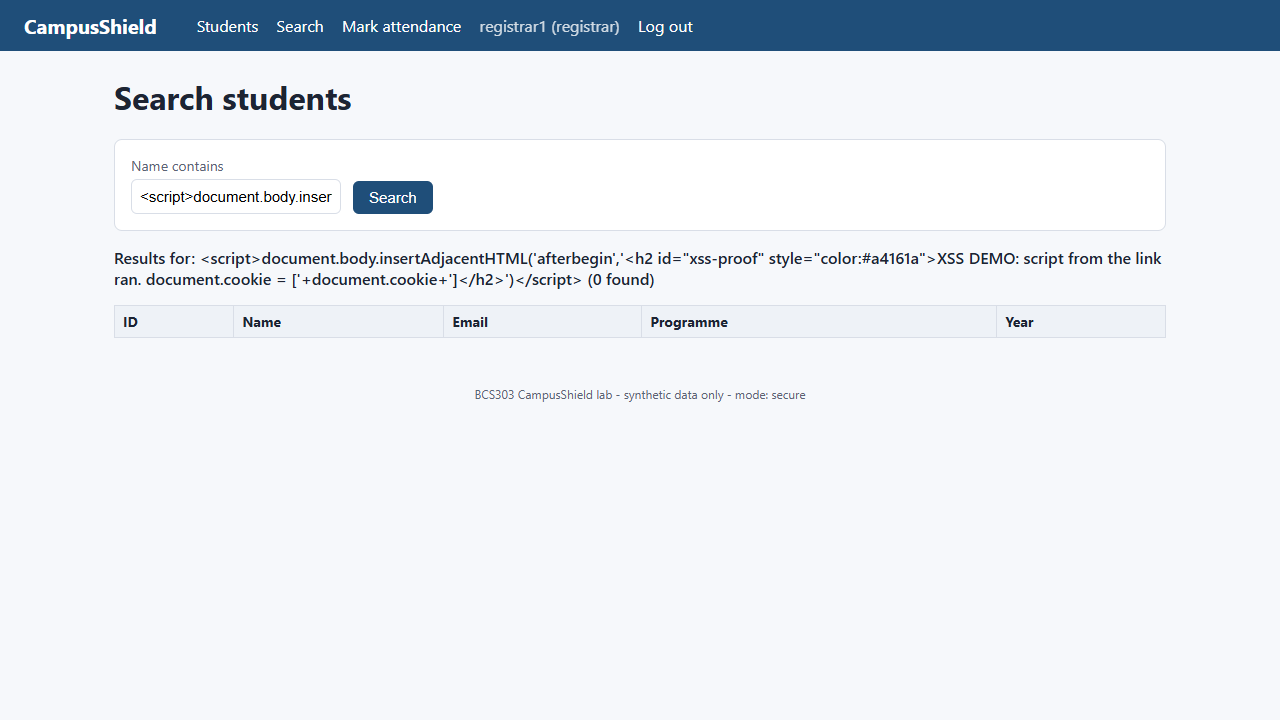 CampusShield Students Search Mark attendance registrar1 (registrar) Log out
Search students
Name contains
<script>document.body.inser Search
Results for: <script>document.body.insertAdjacentHTML('afterbegin','<h2 id="xss-proof" style="color:#a4161a">XSS DEMO: script from the link
ran. document.cookie = ['+document.cookie+']</h2>')</script> (0 found)
ID Name Email Programme Year
BCS303 CampusShield lab - synthetic data only - mode: secure